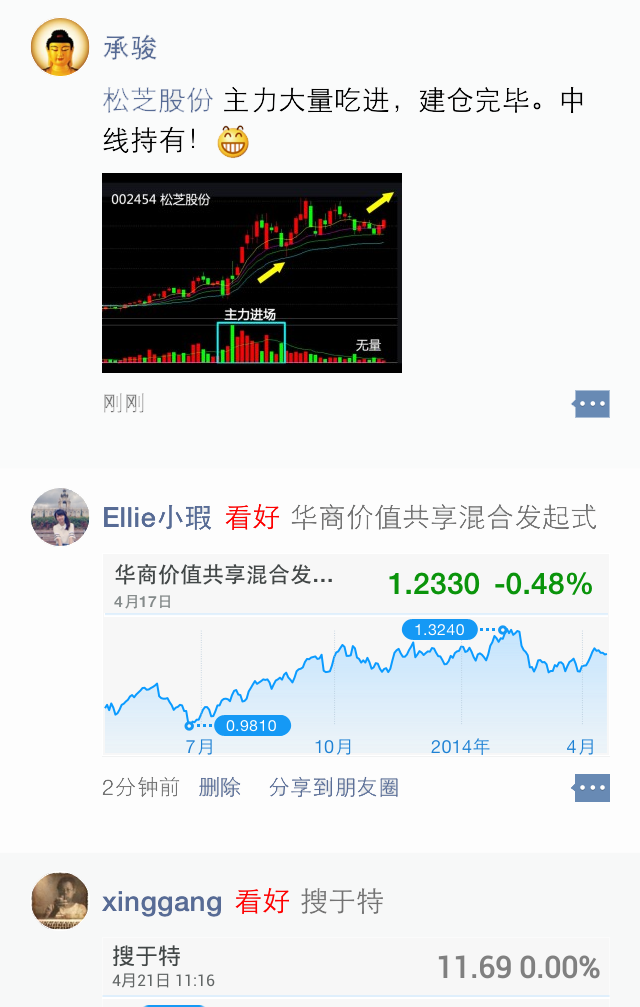 承骏
松芝股份 主力大量吃进，建仓完毕。中
线持有！
002454 松芝股份
主力进场
无量
刚刚
Ellie小瑕 看好 华商价值共享混合发起式
华商价值共享混合发... 1.2330 -0.48%
4月17日
1.3240
0.9810
7月 10月 2014年 4月
2分钟前 删除 分享到朋友圈
xinggang 看好 搜于特
搜于特
11.69 0.00%
4月21日 11:16